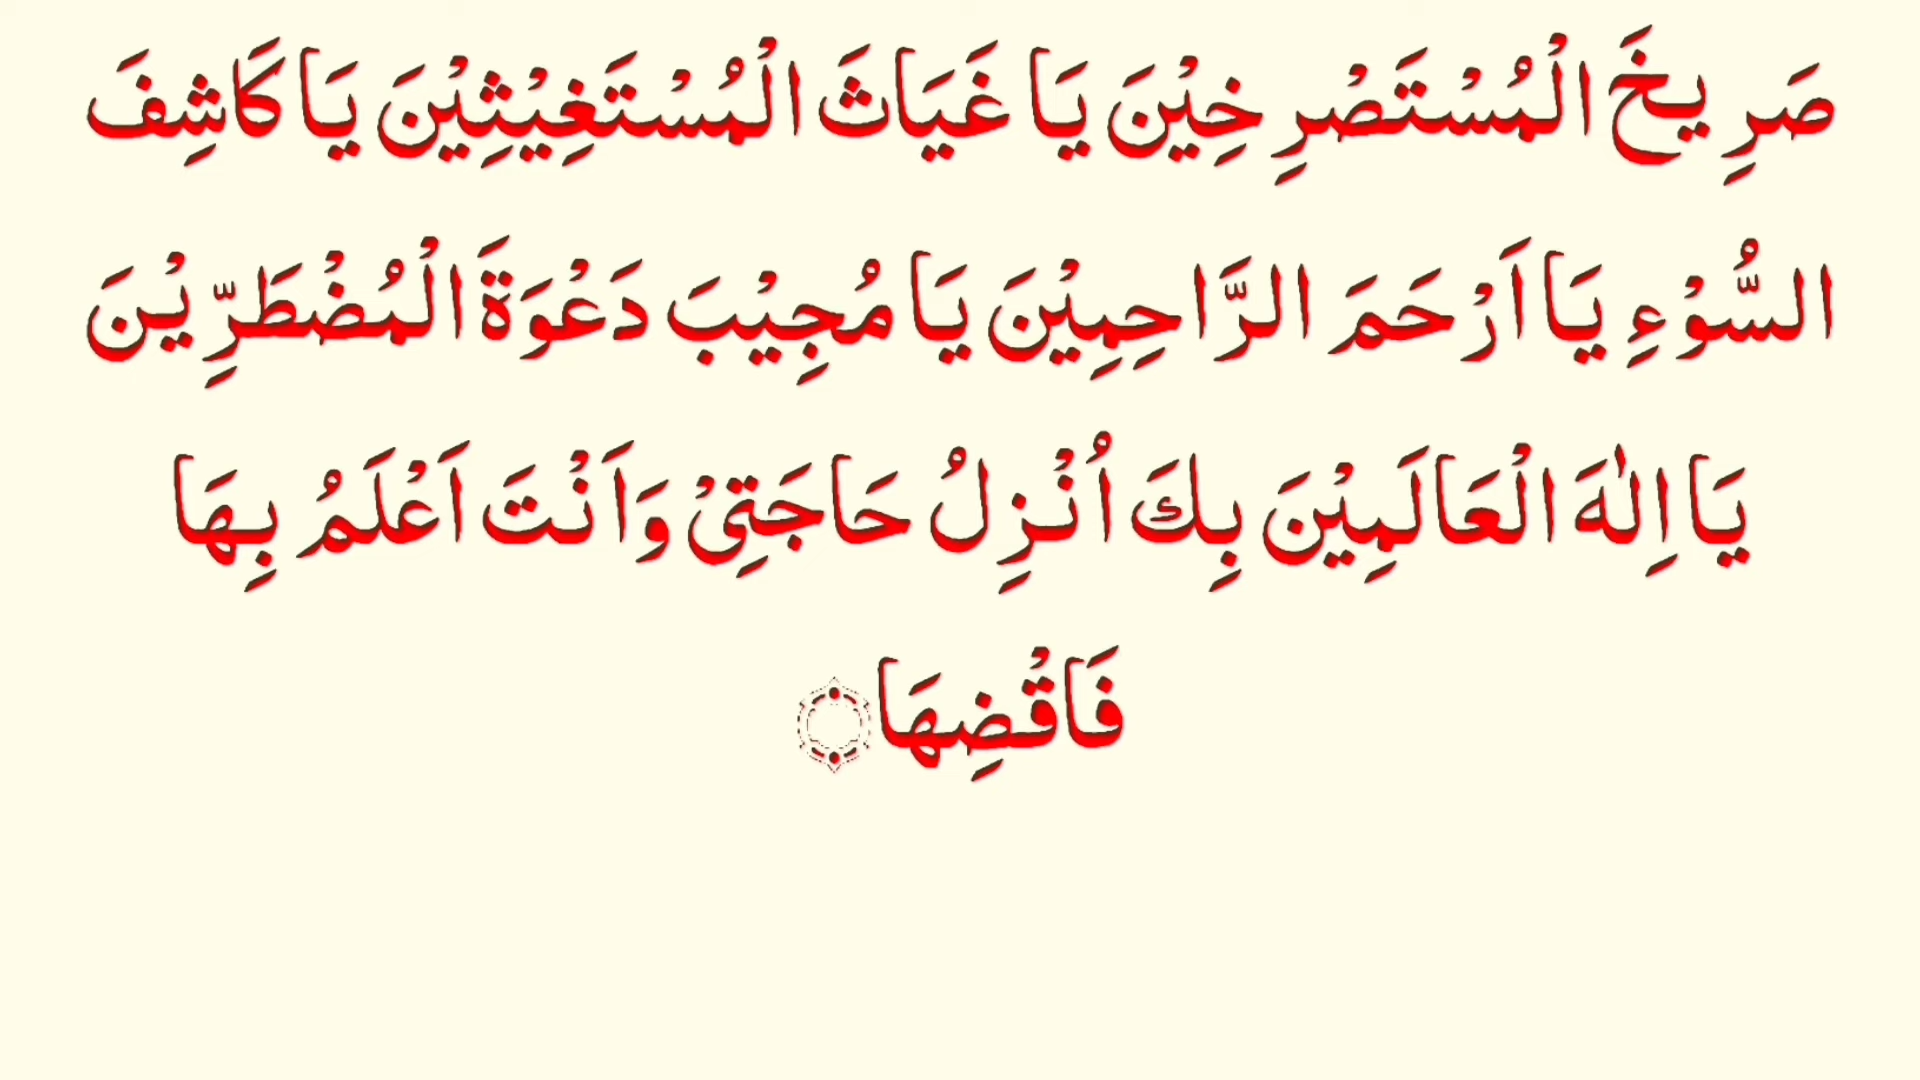 صَرِيخَ الْمُسْتَصْرِخِيْنَ يَا غَيَاثَ الْمُسْتَغِيْثِيْنَ يَا كَاشِفَ
السُّوْءِ يَا اَرْحَمَ الرَّاحِمِيْنَ يَا مُجِيْبَ دَعْوَةَ الْمُضْطَرِّيْنَ
يَا اِلٰهَ الْعَالَمِيْنَ بِكَ اُنْزِلُ حَاجَتِىْ وَاَنْتَ اَعْلَمُ بِهَا
فَاقْضِهَا۝